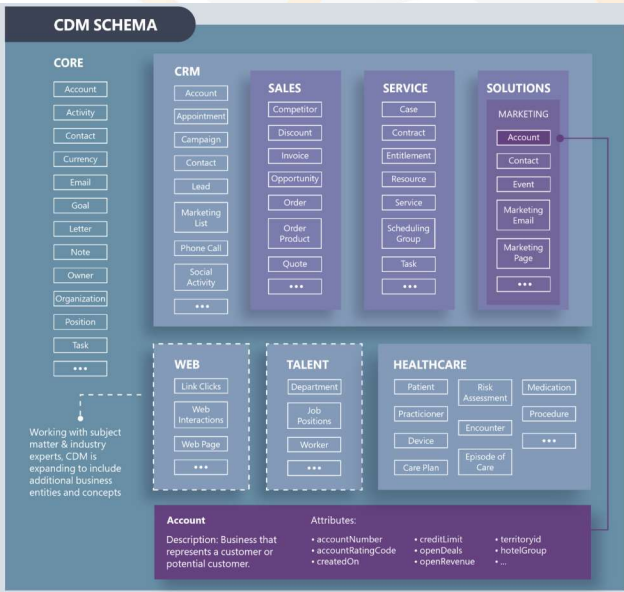 CDM SCHEMA
CORE
Account
Activity
Contact
Currency
Email
Goal
Letter
Note
Owner
Organization
Position
Task
•••
Working with subject
matter & industry
experts, CDM is
expanding to include
additional business
entities and concepts
CRM
Account
Appointment
Campaign
Contact
Lead
Marketing
List
Phone Call
Social
Activity
•••
SALES
Competitor
Discount
Invoice
Opportunity
Order
Order
Product
Quote
•••
SERVICE
Case
Contract
Entitlement
Resource
Service
Scheduling
Group
Task
•••
SOLUTIONS
MARKETING
Account
Contact
Event
Marketing
Email
Marketing
Page
•••
WEB
Link Clicks
Web
Interactions
Web Page
•••
TALENT
Department
Job
Positions
Worker
•••
HEALTHCARE
Patient
Practicioner
Device
Care Plan
Risk
Assessment
Encounter
Episode of
Care
Medication
Procedure
•••
Account
Description: Business that
represents a customer or
potential customer.
Attributes:
• accountNumber
• accountRatingCode
• createdOn
• creditLimit
• openDeals
• openRevenue
• territoryid
• hotelGroup
• ...